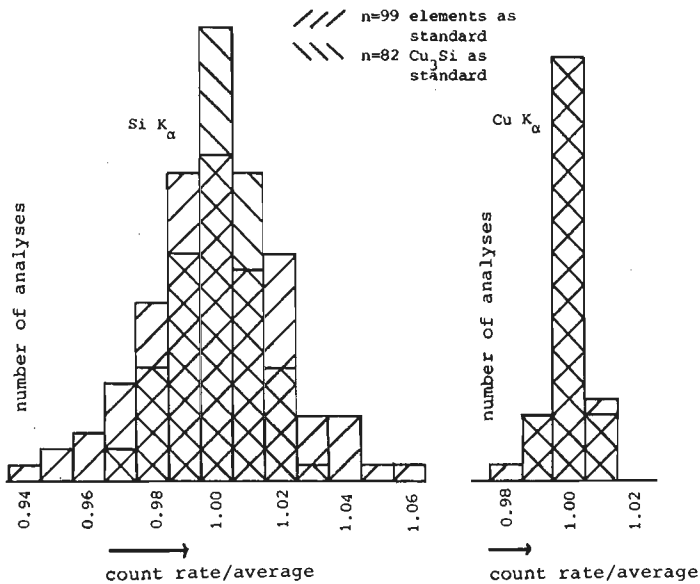 n=99 elements as
standard
n=82 Cu3Si as
standard
Si Kα
Cu Kα
number of analyses
number of analyses
0.94
0.96
0.98
1.00
1.02
1.04
1.06
0.98
1.00
1.02
count rate/average
count rate/average